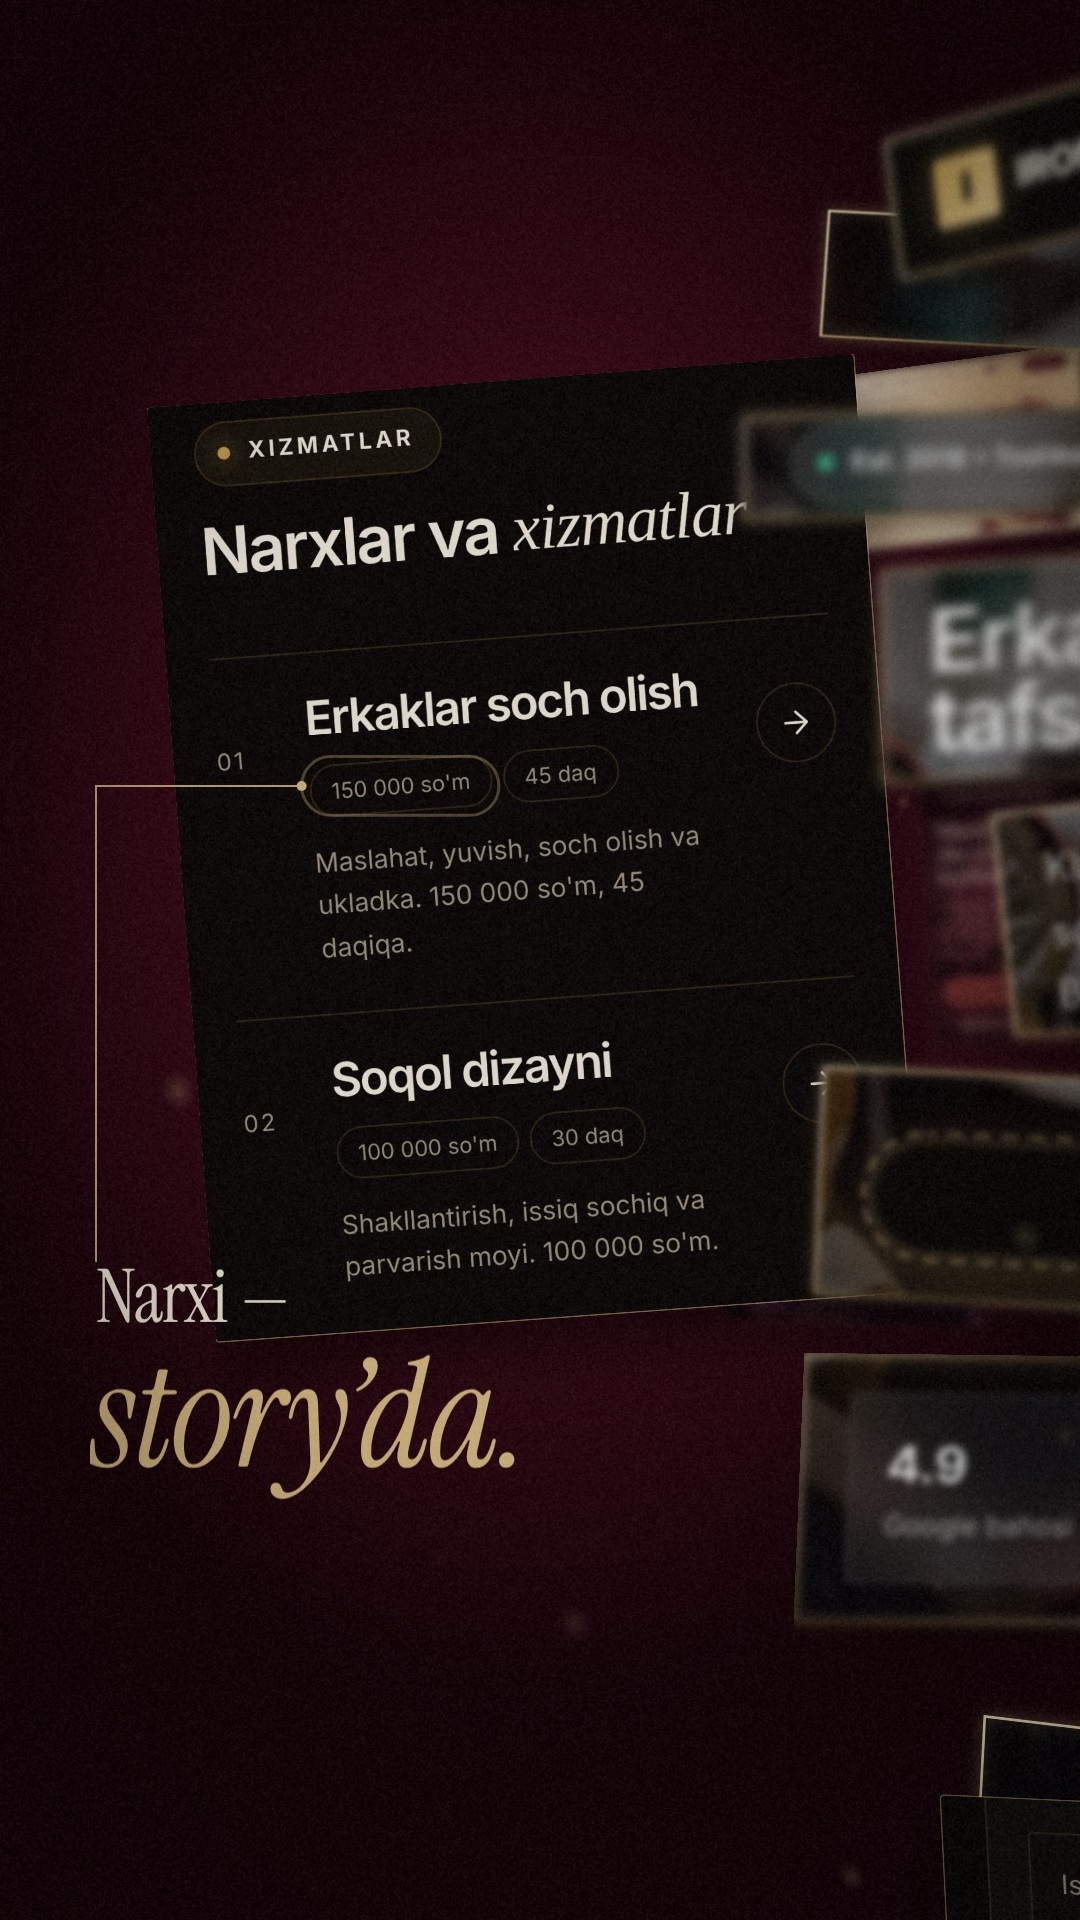 XIZMATLAR
Narxlar va xizmatlar
01
Erkaklar soch olish
150 000 so'm
45 daq
Maslahat, yuvish, soch olish va
ukladka. 150 000 so'm, 45
daqiqa.
02
Soqol dizayni
100 000 so'm
30 daq
Shakllantirish, issiq sochiq va
parvarish moyi. 100 000 so'm.
Narxi —
story’da.
4.9
Google bahosi